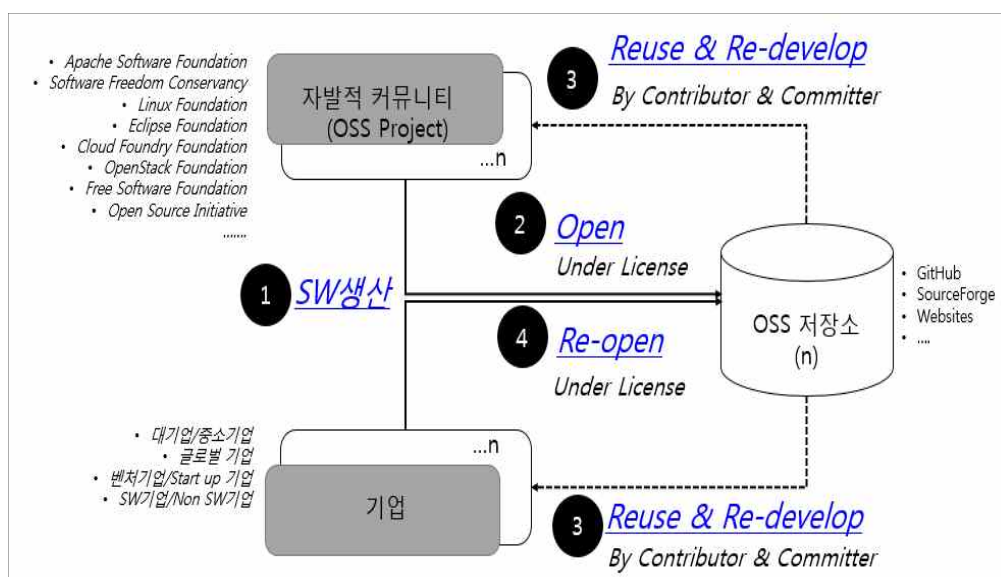 • Apache Software Foundation
• Software Freedom Conservancy
• Linux Foundation
• Eclipse Foundation
• Cloud Foundry Foundation
• OpenStack Foundation
• Free Software Foundation
• Open Source Initiative
.......
자발적 커뮤니티
(OSS Project)
...n
3
Reuse & Re-develop
By Contributor & Committer
2
Open
Under License
1
SW생산
4
Re-open
Under License
OSS 저장소
(n)
• GitHub
• SourceForge
• Websites
• ....
• 대기업/중소기업
• 글로벌 기업
• 벤처기업/Start up 기업
• SW기업/Non SW기업
...n
기업
3
Reuse & Re-develop
By Contributor & Committer